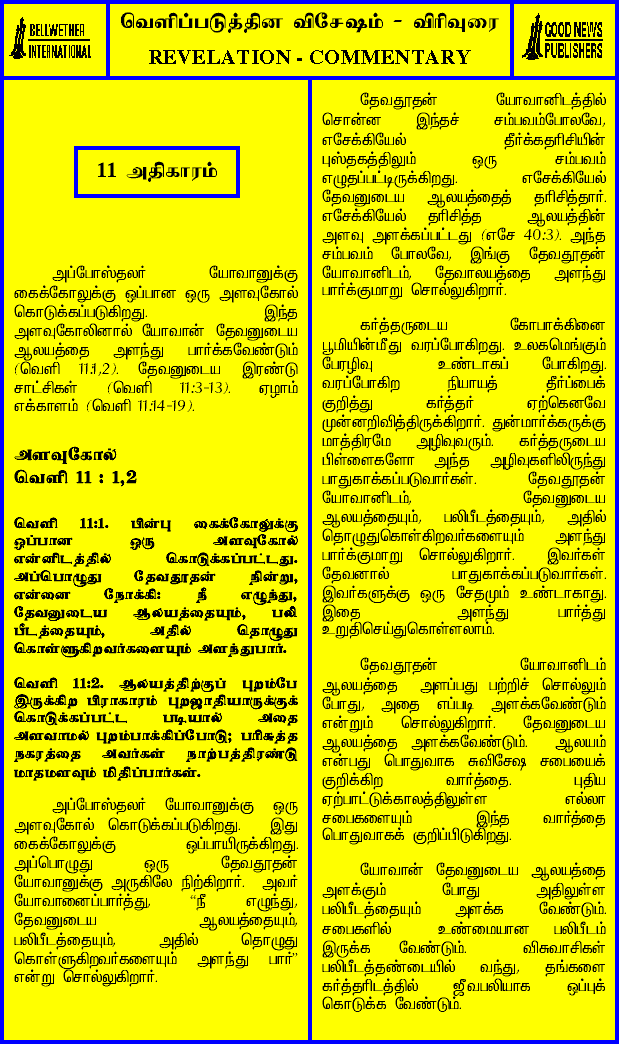 BELLWETHER
INTERNATIONAL
வெளிப்படுத்தின விசேஷம் - விரிவுரை
REVELATION - COMMENTARY
GOOD NEWS
PUBLISHERS
11 அதிகாரம்
அப்போஸ்தலர் யோவானுக்கு
கைக்கோலுக்கு ஒப்பான ஒரு அளவுகோல்
கொடுக்கப்படுகிறது. இந்த
அளவுகோலினால் யோவான் தேவனுடைய
ஆலயத்தை அளந்து பார்க்கவேண்டும்
(வெளி 11:1,2). தேவனுடைய இரண்டு
சாட்சிகள் (வெளி 11:3-13). ஏழாம்
எக்காளம் (வெளி 11:14-19).
அளவுகோல்
வெளி 11 : 1,2
வெளி 11:1. பின்பு கைக்கோலுக்கு
ஒப்பான ஒரு அளவுகோல்
என்னிடத்தில் கொடுக்கப்பட்டது.
அப்பொழுது தேவதூதன் நின்று,
என்னை நோக்கி: நீ எழுந்து,
தேவனுடைய ஆலயத்தையும், பலி
பீடத்தையும், அதில் தொழுது
கொள்ளுகிறவர்களையும் அளந்துபார்.
வெளி 11:2. ஆலயத்திற்குப் புறம்பே
இருக்கிற பிராகாரம் புறஜாதியாருக்குக்
கொடுக்கப்பட்ட படியால் அதை
அளவாமல் புறம்பாக்கிப்போடு; பரிசுத்த
நகரத்தை அவர்கள் நாற்பத்திரண்டு
மாதமளவும் மிதிப்பார்கள்.
அப்போஸ்தலர் யோவானுக்கு ஒரு
அளவுகோல் கொடுக்கப்படுகிறது. இது
கைக்கோலுக்கு ஒப்பாயிருக்கிறது.
அப்பொழுது ஒரு தேவதூதன்
யோவானுக்கு அருகிலே நிற்கிறார். அவர்
யோவானைப்பார்த்து, “நீ எழுந்து,
தேவனுடைய ஆலயத்தையும்,
பலிபீடத்தையும், அதில் தொழுது
கொள்ளுகிறவர்களையும் அளந்து பார்”
என்று சொல்லுகிறார்.
தேவதூதன் யோவானிடத்தில்
சொன்ன இந்தச் சம்பவம்போலவே,
எசேக்கியேல் தீர்க்கதரிசியின்
புஸ்தகத்திலும் ஒரு சம்பவம்
எழுதப்பட்டிருக்கிறது. எசேக்கியேல்
தேவனுடைய ஆலயத்தைத் தரிசித்தார்.
எசேக்கியேல் தரிசித்த ஆலயத்தின்
அளவு அளக்கப்பட்டது (எசே 40:3). அந்த
சம்பவம் போலவே, இங்கு தேவதூதன்
யோவானிடம், தேவாலயத்தை அளந்து
பார்க்குமாறு சொல்லுகிறார்.
கர்த்தருடைய கோபாக்கினை
பூமியின்மீது வரப்போகிறது. உலகமெங்கும்
பேரழிவு உண்டாகப் போகிறது.
வரப்போகிற நியாயத் தீர்ப்பைக்
குறித்து கர்த்தர் ஏற்கெனவே
முன்னறிவித்திருக்கிறார். துன்மார்க்கருக்கு
மாத்திரமே அழிவுவரும். கர்த்தருடைய
பிள்ளைகளோ அந்த அழிவுகளிலிருந்து
பாதுகாக்கப்படுவார்கள். தேவதூதன்
யோவானிடம், தேவனுடைய
ஆலயத்தையும், பலிபீடத்தையும், அதில்
தொழுதுகொள்கிறவர்களையும் அளந்து
பார்க்குமாறு சொல்லுகிறார். இவர்கள்
தேவனால் பாதுகாக்கப்படுவார்கள்.
இவர்களுக்கு ஒரு சேதமும் உண்டாகாது.
இதை அளந்து பார்த்து
உறுதிசெய்துகொள்ளலாம்.
தேவதூதன் யோவானிடம்
ஆலயத்தை அளப்பது பற்றிச் சொல்லும்
போது, அதை எப்படி அளக்கவேண்டும்
என்றும் சொல்லுகிறார். தேவனுடைய
ஆலயத்தை அளக்கவேண்டும். ஆலயம்
என்பது பொதுவாக சுவிசேஷ சபையைக்
குறிக்கிற வார்த்தை. புதிய
ஏற்பாட்டுக்காலத்திலுள்ள எல்லா
சபைகளையும் இந்த வார்த்தை
பொதுவாகக் குறிப்பிடுகிறது.
யோவான் தேவனுடைய ஆலயத்தை
அளக்கும் போது அதிலுள்ள
பலிபீடத்தையும் அளக்க வேண்டும்.
சபைகளில் உண்மையான பலிபீடம்
இருக்க வேண்டும். விசுவாசிகள்
பலிபீடத்தண்டையில் வந்து, தங்களை
கர்த்தரிடத்தில் ஜீவபலியாக ஒப்புக்
கொடுக்க வேண்டும்.